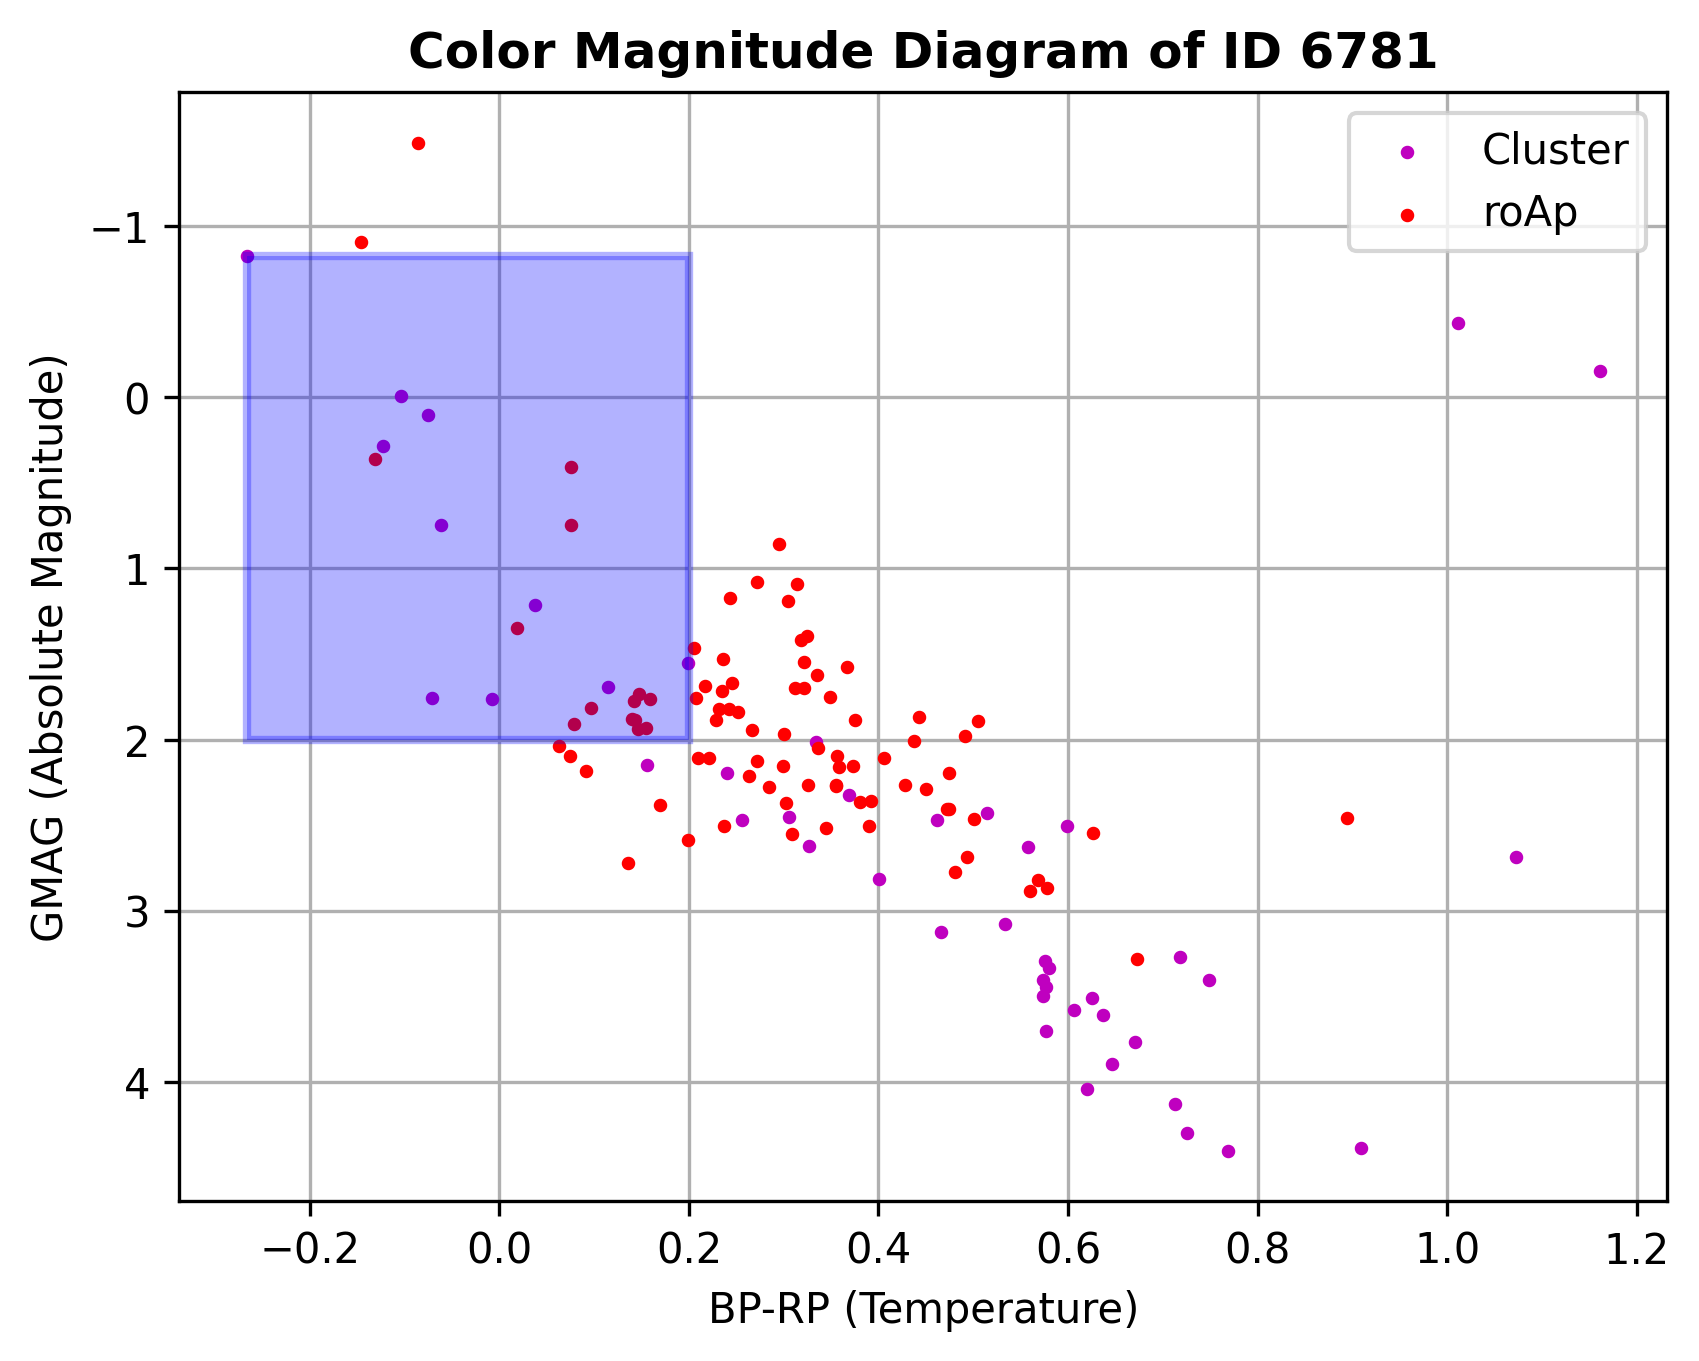 Color Magnitude Diagram of ID 6781
Cluster
roAp
GMAG (Absolute Magnitude)
−1
0
1
2
3
4
−0.2 0.0 0.2 0.4 0.6 0.8 1.0 1.2
BP-RP (Temperature)